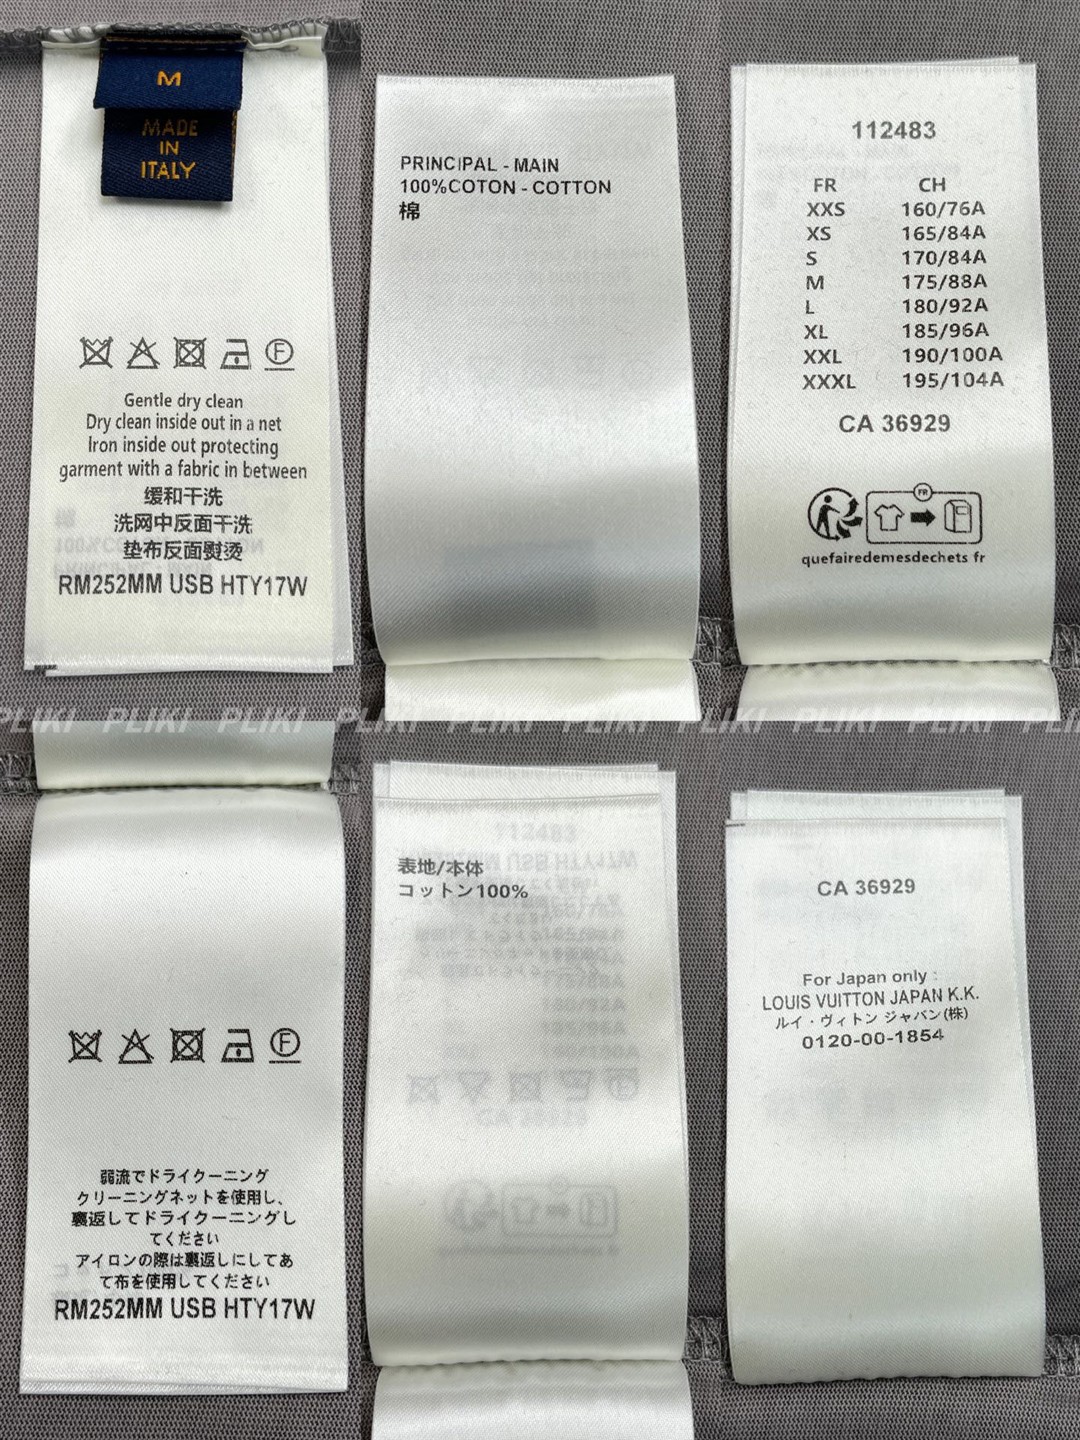 M
MADE
IN
ITALY
F
Gentle dry clean
Dry clean inside out in a net
Iron inside out protecting
garment with a fabric in between
缓和干洗
洗网中反面干洗
垫布反面熨烫
RM252MM USB HTY17W
PRINCIPAL - MAIN
100%COTON - COTTON
棉
112483
FR CH
XXS 160/76A
XS 165/84A
S 170/84A
M 175/88A
L 180/92A
XL 185/96A
XXL 190/100A
XXXL 195/104A
CA 36929
FR
quefairedemesdechets fr
PLIKI PLIKI PLIKI PLIKI PLIKI PLIKI PLIKI PLIKI PLIKI PLIKI
F
弱流でドライクーニング
クリーニングネットを使用し、
裏返してドライクーニングし
てください
アイロンの際は裏返しにしてあ
て布を使用してください
RM252MM USB HTY17W
表地/本体
コットン100%
CA 36929
For Japan only :
LOUIS VUITTON JAPAN K.K.
ルイ・ヴィトン ジャパン(株)
0120-00-1854